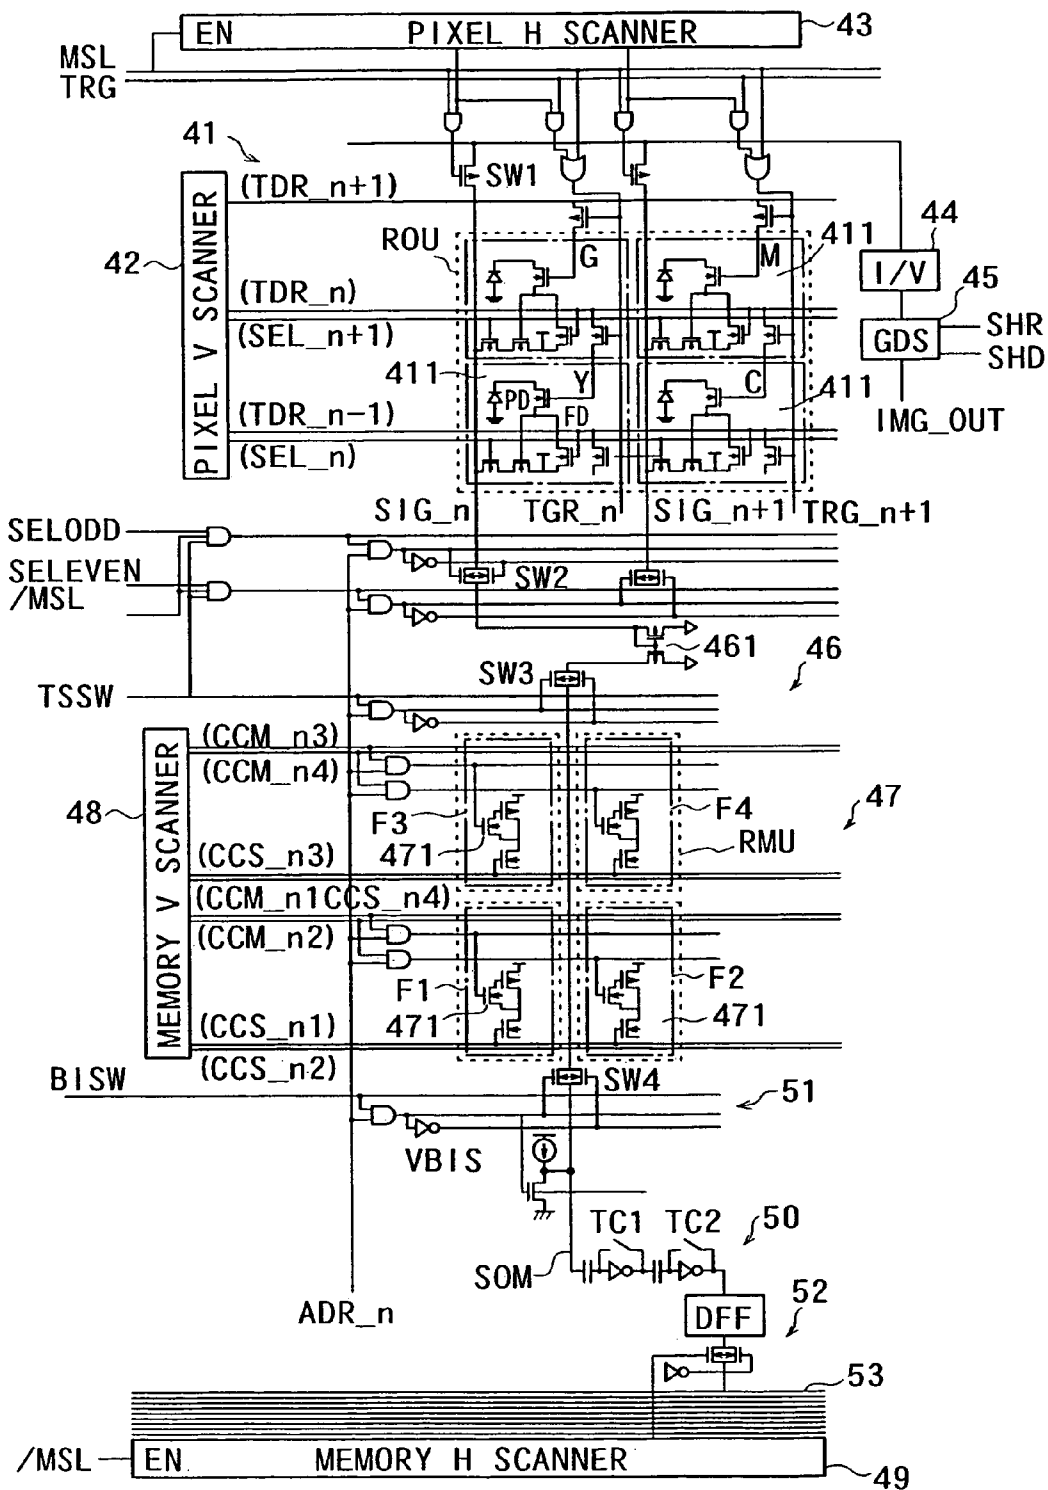 EN PIXEL H SCANNER 43
MSL
TRG
41
SW1
(TDR_n+1)
PIXEL V SCANNER
42
ROU
G
M
411
44
I/V
45
(TDR_n)
(SEL_n+1)
T
T
GDS
SHR
SHD
411
PD
Y
FD
C
411
IMG_OUT
(TDR_n-1)
(SEL_n)
T
T
SIG_n
TGR_n
SIG_n+1
TRG_n+1
SELODD
SELEVEN
/MSL
SW2
461
46
SW3
TSSW
MEMORY V SCANNER
48
(CCM_n3)
(CCM_n4)
F3
471
F4
RMU
47
(CCS_n3)
(CCM_n1CCS_n4)
(CCM_n2)
F1
471
F2
471
(CCS_n1)
(CCS_n2)
BISW
SW4
51
VBIS
TC1
TC2
50
SOM
ADR_n
DFF
52
53
/MSL
EN MEMORY H SCANNER
49